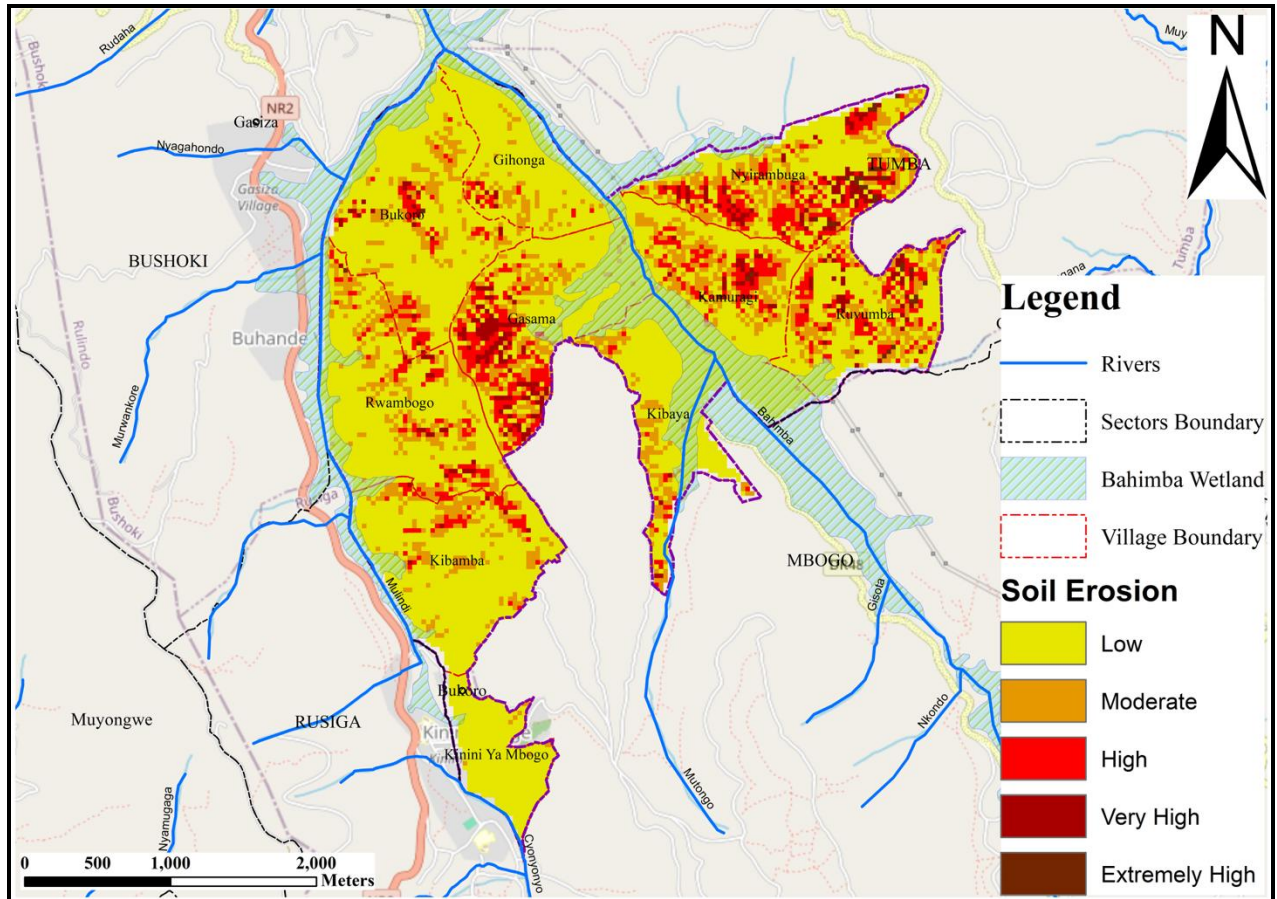 N
Rudaha
Bushoki
NR2
Gasiza
Nyagahondo
Gasiza
Village
Gihonga
Nyirambuga
TUMBA
Bukoro
BUSHOKI
Tumba
Rulindo
Buhande
Gasama
Kamuragi
Ruvumba
Murwankore
Rwambogo
Kibaya
Bahimba
Rusiga
Bushoki
Kibamba
MBOGO
Gisota
Mulindi
Bukoro
Muyongwe
RUSIGA
Kinini Ya Mbogo
Nkondo
Mutongo
Nyamugaga
Cyonyonyo
Legend
Rivers
Sectors Boundary
Bahimba Wetland
Village Boundary
Soil Erosion
Low
Moderate
High
Very High
Extremely High
0 500 1,000 2,000
Meters